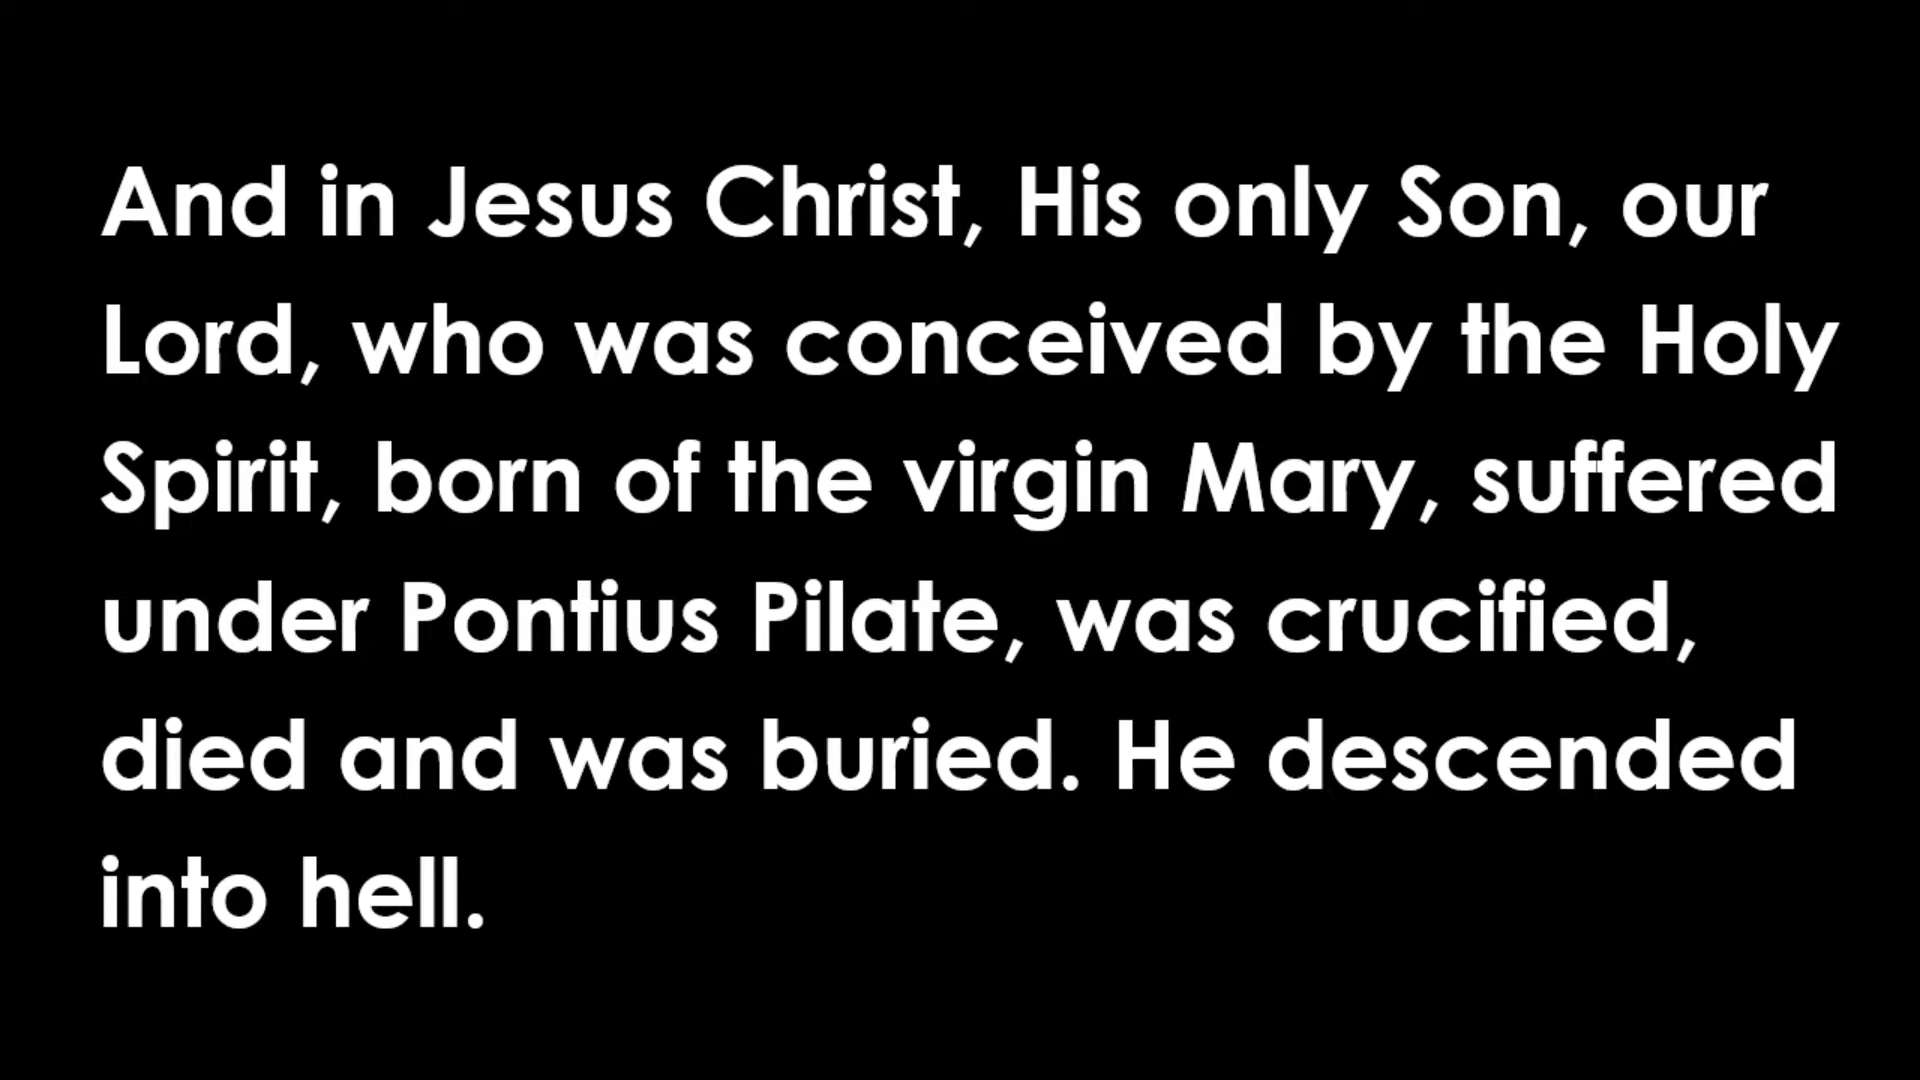 And in Jesus Christ, His only Son, our
Lord, who was conceived by the Holy
Spirit, born of the virgin Mary, suffered
under Pontius Pilate, was crucified,
died and was buried. He descended
into hell.